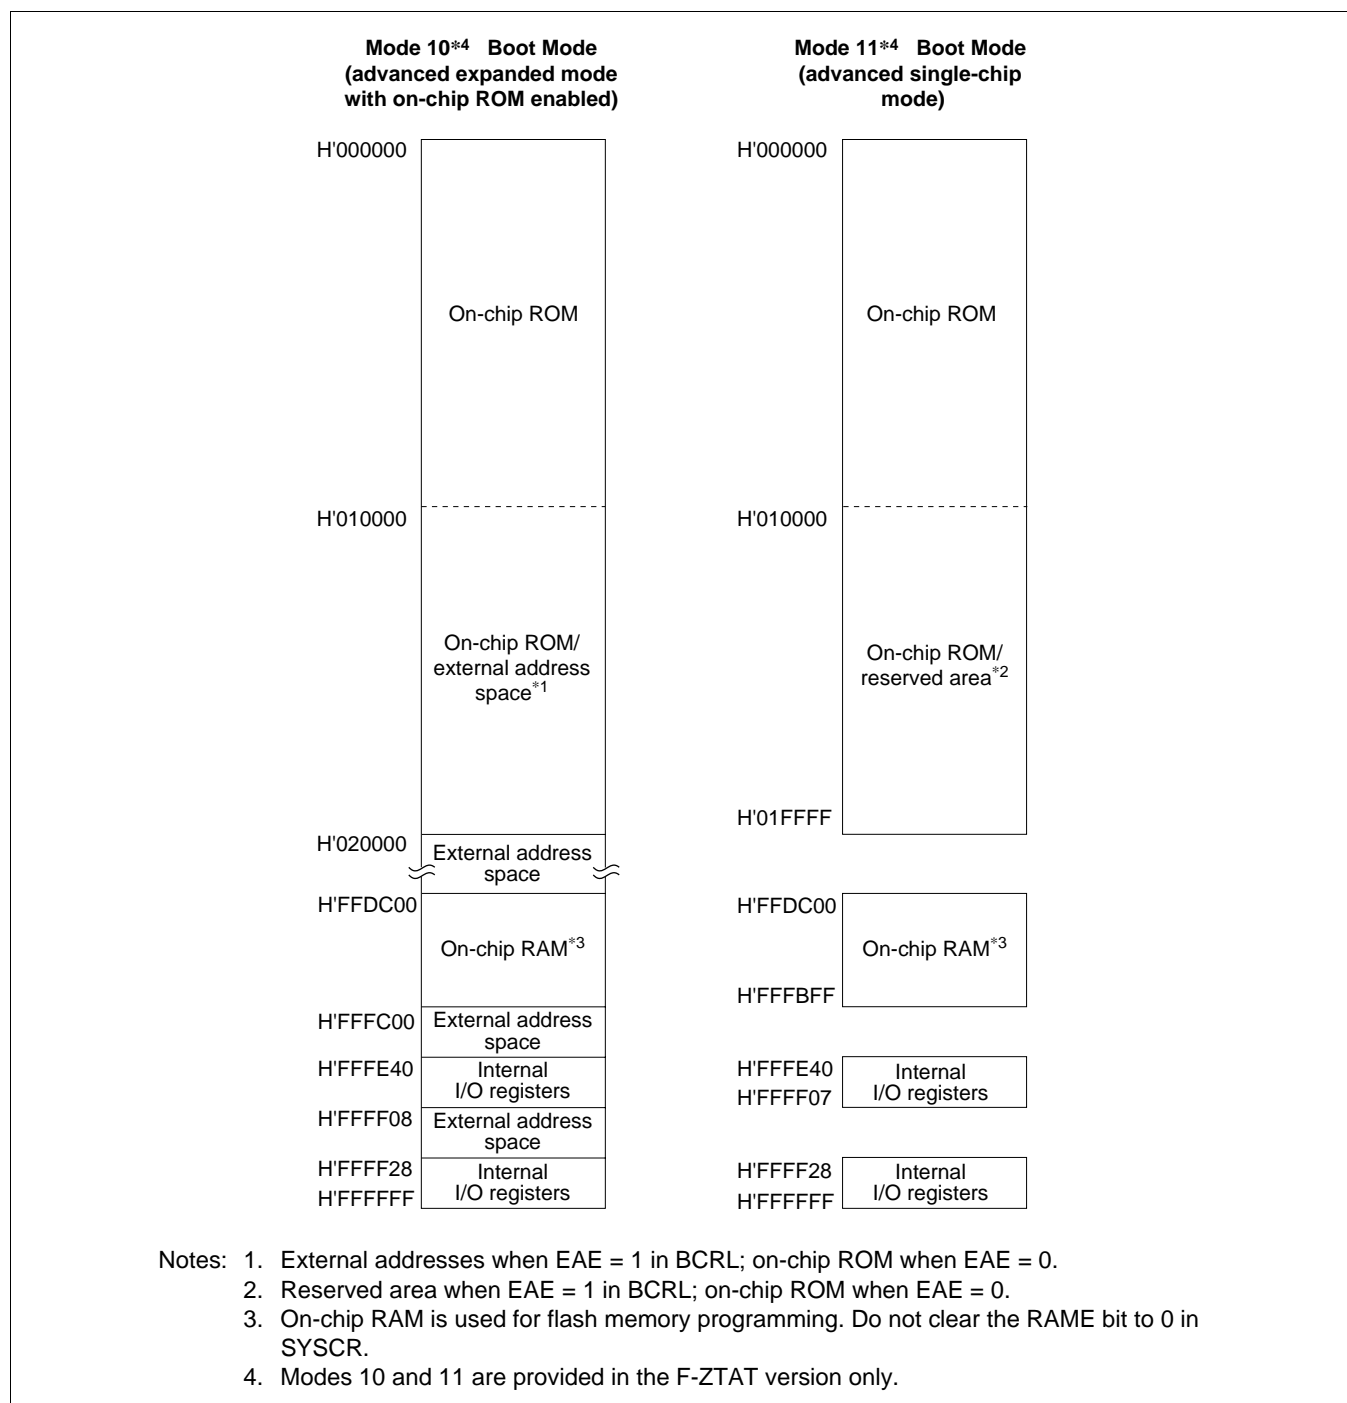 Mode 10*4 Boot Mode
(advanced expanded mode
with on-chip ROM enabled)
H'000000
On-chip ROM
H'010000
On-chip ROM/
external address
space*1
H'020000
External address
space
H'FFDC00
On-chip RAM*3
H'FFFC00
External address
space
H'FFFE40
Internal
I/O registers
H'FFFF08
External address
space
H'FFFF28
Internal
I/O registers
H'FFFFFF
Mode 11*4 Boot Mode
(advanced single-chip
mode)
H'000000
On-chip ROM
H'010000
On-chip ROM/
reserved area*2
H'01FFFF
H'FFDC00
On-chip RAM*3
H'FFFBFF
H'FFFE40
Internal
I/O registers
H'FFFF07
H'FFFF28
Internal
I/O registers
H'FFFFFF
Notes: 1. External addresses when EAE = 1 in BCRL; on-chip ROM when EAE = 0.
2. Reserved area when EAE = 1 in BCRL; on-chip ROM when EAE = 0.
3. On-chip RAM is used for flash memory programming. Do not clear the RAME bit to 0 in
SYSCR.
4. Modes 10 and 11 are provided in the F-ZTAT version only.